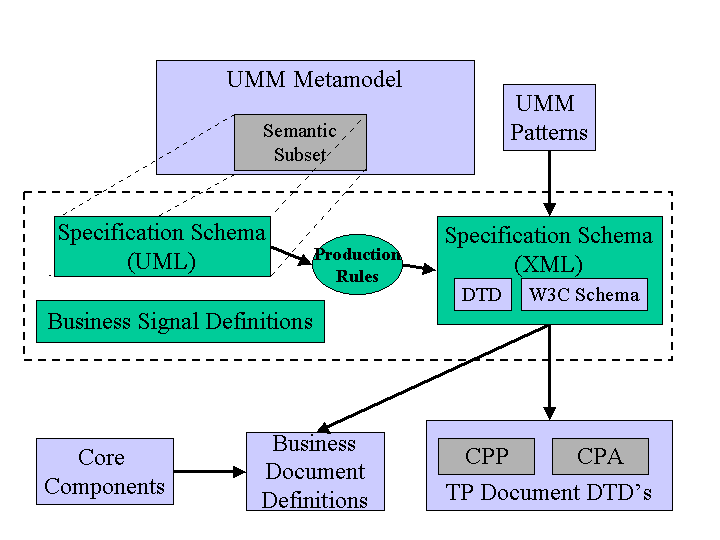 UMM Metamodel
Semantic
Subset
UMM
Patterns
Specification Schema
(UML)
Production
Rules
Specification Schema
(XML)
DTD
W3C Schema
Business Signal Definitions
Core
Components
Business
Document
Definitions
CPP
CPA
TP Document DTD’s